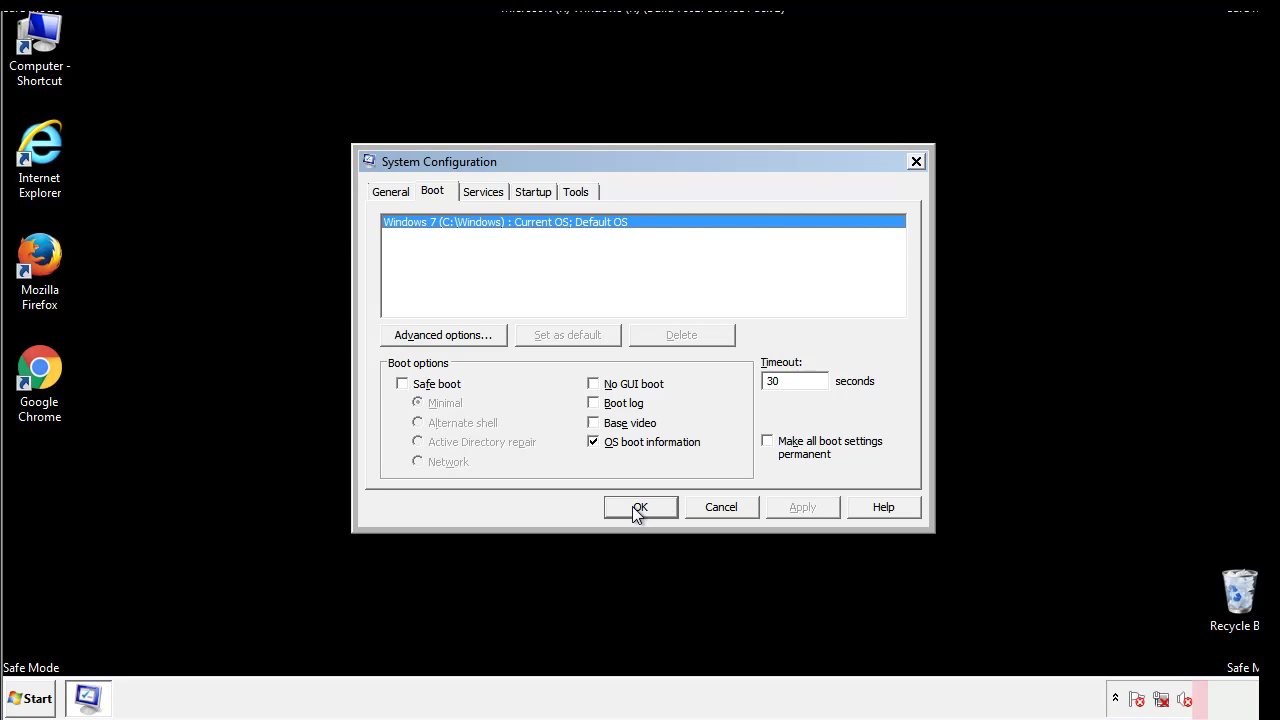 Computer -
Shortcut
Internet
Explorer
Mozilla
Firefox
Google
Chrome
System Configuration
General
Boot
Services
Startup
Tools
Windows 7 (C:\Windows) : Current OS; Default OS
Advanced options...
Set as default
Delete
Boot options
Safe boot
Minimal
Alternate shell
Active Directory repair
Network
No GUI boot
Boot log
Base video
OS boot information
Timeout:
30 seconds
Make all boot settings
permanent
OK
Cancel
Apply
Help
Recycle B
Safe Mode
Safe M
Start